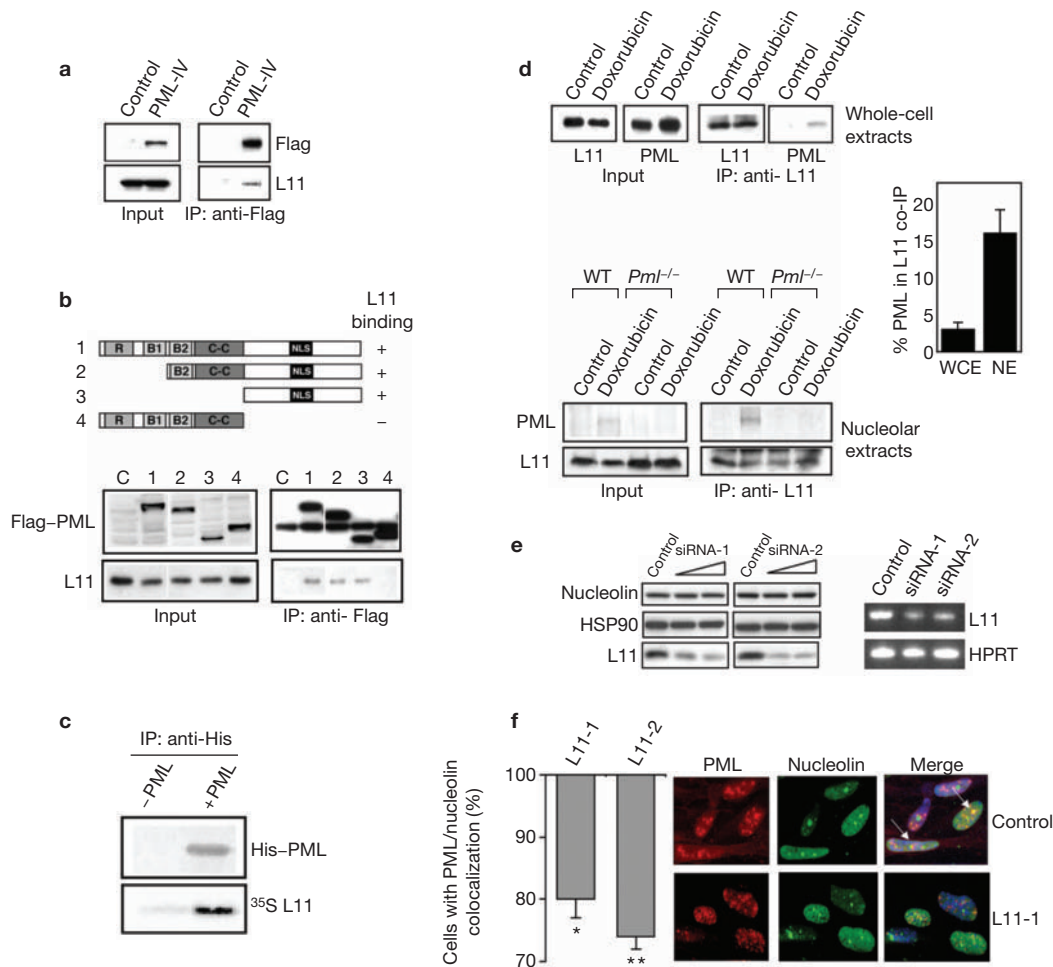 a
Control
PML-IV
Control
PML-IV
Flag
L11
Input
IP: anti-Flag
b
L11
binding
1 R B1 B2 C-C NLS +
2 B2 C-C NLS +
3 NLS +
4 R B1 B2 C-C –
C 1 2 3 4
C 1 2 3 4
Flag–PML
L11
Input
IP: anti- Flag
c
IP: anti-His
–PML
+PML
His–PML
³⁵S L11
d
Control
Doxorubicin
Control
Doxorubicin
Control
Doxorubicin
Control
Doxorubicin
Whole-cell
extracts
L11
PML
L11
PML
Input
IP: anti- L11
% PML in L11 co-IP
20
15
10
5
0
WCE
NE
WT
Pml–/–
WT
Pml–/–
Control
Doxorubicin
Control
Doxorubicin
Control
Doxorubicin
Control
Doxorubicin
PML
L11
Nucleolar
extracts
Input
IP: anti- L11
e
Control
siRNA-1
Control
siRNA-2
Nucleolin
HSP90
L11
Control
siRNA-1
siRNA-2
L11
HPRT
f
L11-1
L11-2
Cells with PML/nucleolin
colocalization (%)
100
90
80
70
*
**
PML
Nucleolin
Merge
Control
L11-1